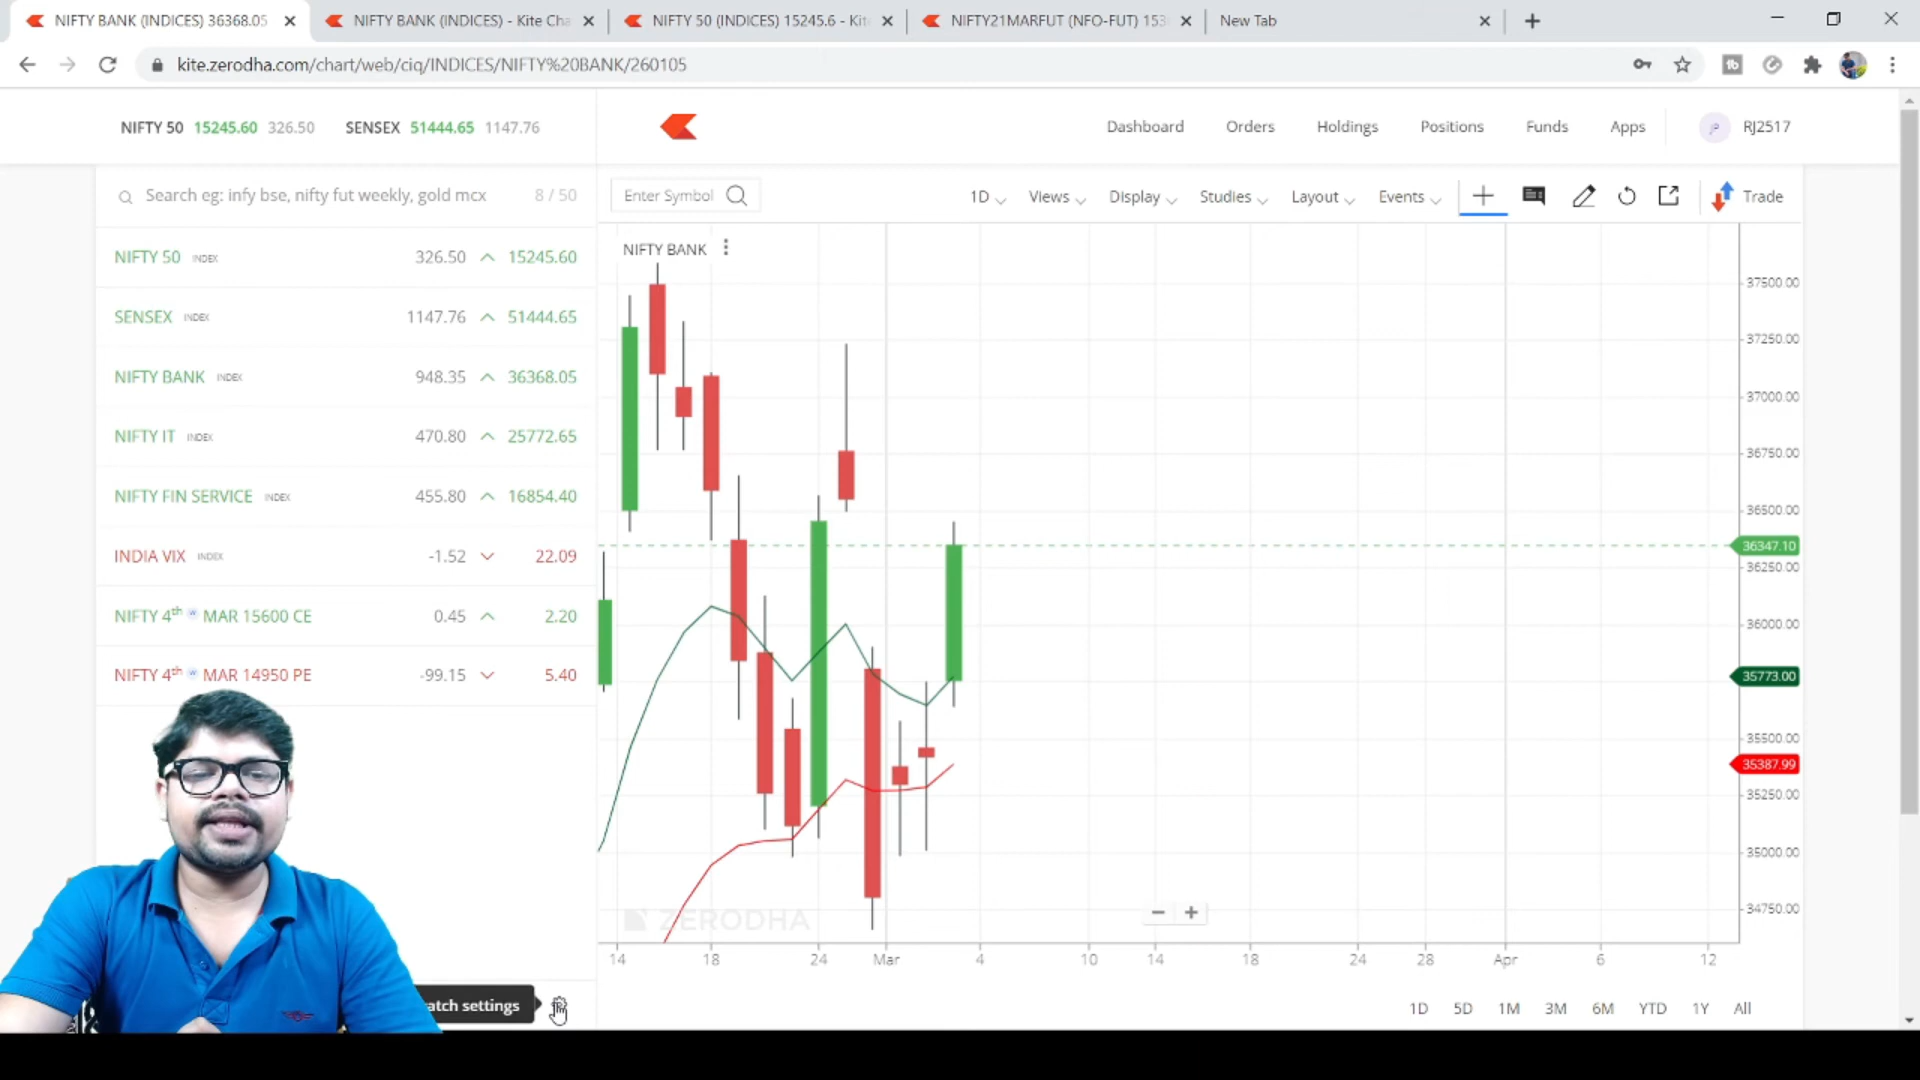 NIFTY BANK (INDICES) 36368.05
NIFTY BANK (INDICES) - Kite Cha
NIFTY 50 (INDICES) 15245.6 - Kit
NIFTY21MARFUT (NFO-FUT) 153
New Tab
kite.zerodha.com/chart/web/ciq/INDICES/NIFTY%20BANK/260105
NIFTY 50 15245.60 326.50 SENSEX 51444.65 1147.76
Dashboard Orders Holdings Positions Funds Apps RJ2517
Search eg: infy bse, nifty fut weekly, gold mcx 8 / 50
Enter Symbol 1D Views Display Studies Layout Events Trade
NIFTY 50 INDEX 326.50 15245.60
SENSEX INDEX 1147.76 51444.65
NIFTY BANK INDEX 948.35 36368.05
NIFTY IT INDEX 470.80 25772.65
NIFTY FIN SERVICE INDEX 455.80 16854.40
INDIA VIX INDEX -1.52 22.09
NIFTY 4th w MAR 15600 CE 0.45 2.20
NIFTY 4th w MAR 14950 PE -99.15 5.40
NIFTY BANK
37500.00
37250.00
37000.00
36750.00
36500.00
36347.10
36250.00
36000.00
35773.00
35500.00
35387.99
35250.00
35000.00
34750.00
ZERODHA
14 18 24 Mar 4 10 14 18 24 28 Apr 6 12
atch settings
1D 5D 1M 3M 6M YTD 1Y All